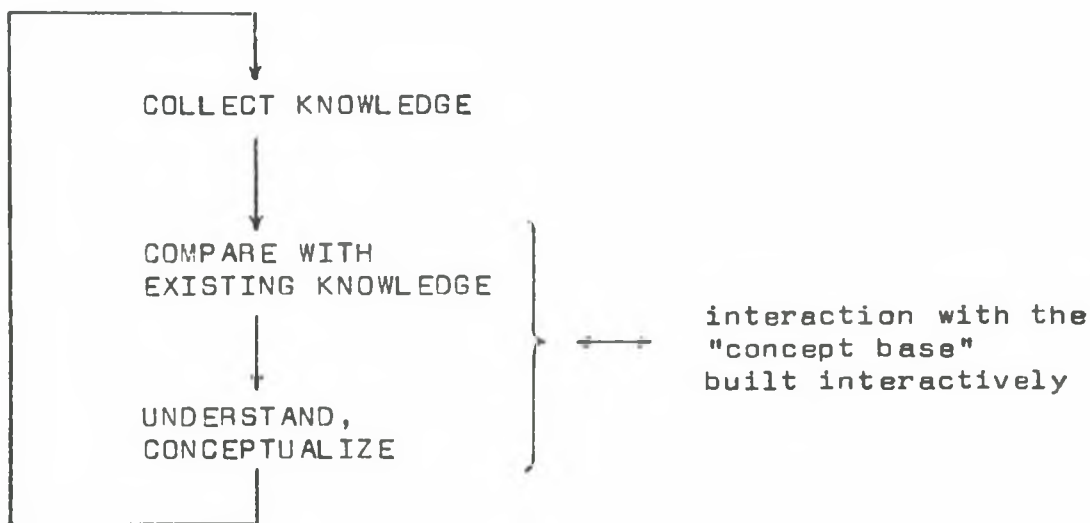 COLLECT KNOWLEDGE
COMPARE WITH
EXISTING KNOWLEDGE
interaction with the
"concept base"
built interactively
UNDERSTAND,
CONCEPTUALIZE